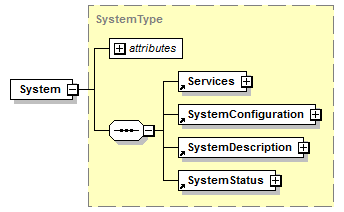 SystemType
attributes
System
Services
SystemConfiguration
SystemDescription
SystemStatus